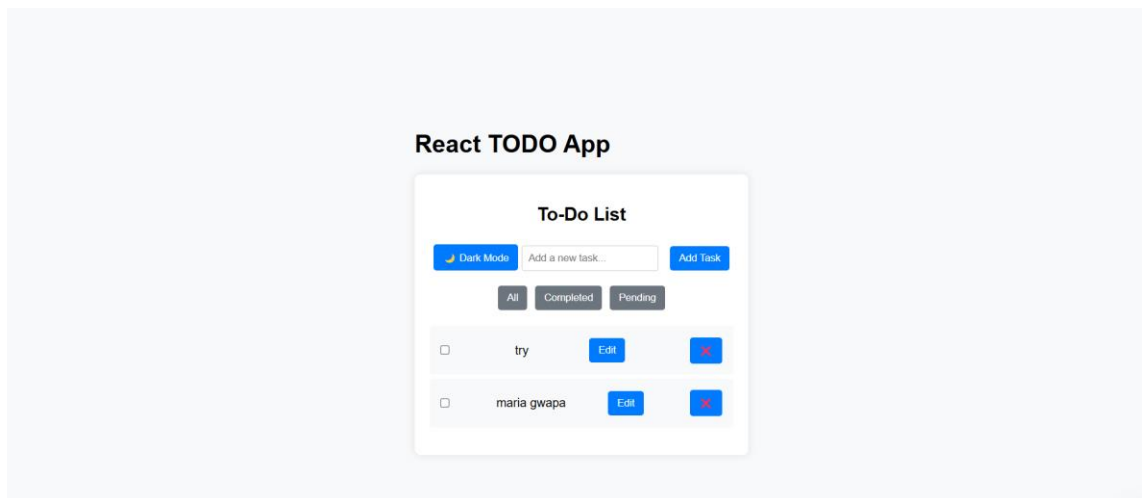 React TODO App
To-Do List
🌙 Dark Mode Add a new task... Add Task
All Completed Pending
try Edit ❌
maria gwapa Edit ❌